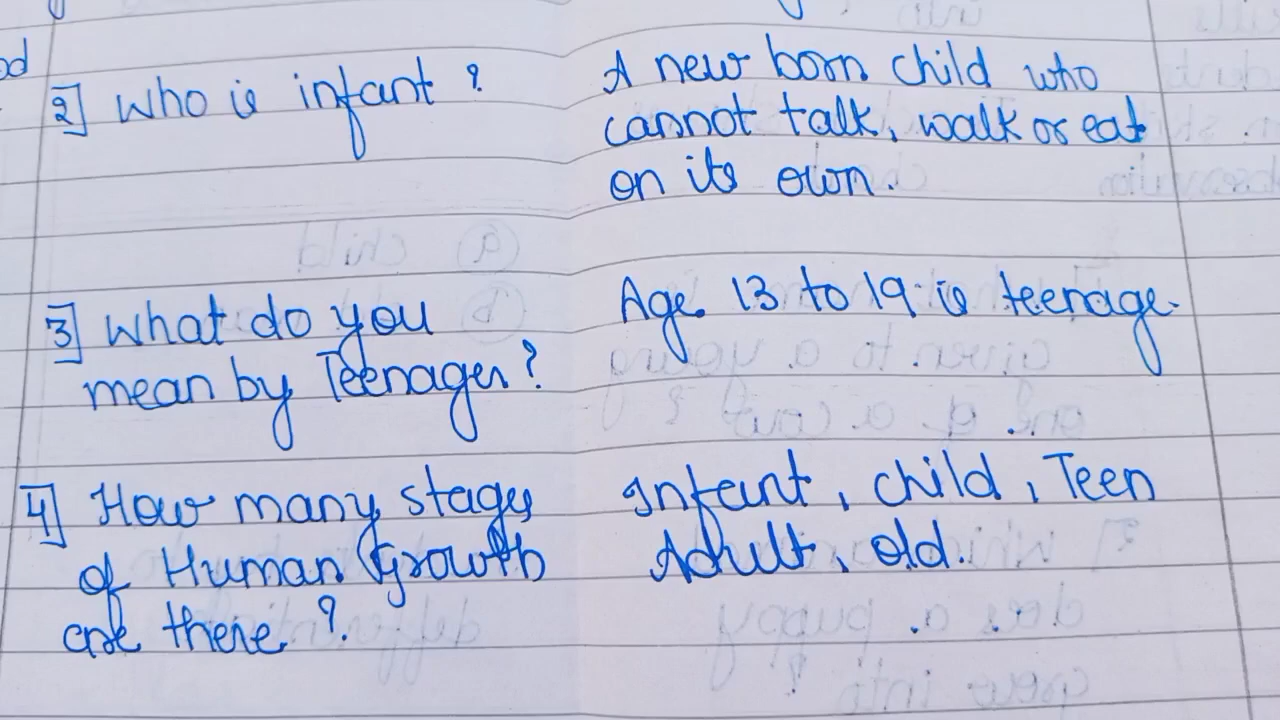 2] Who is infant ?
A new born child who
cannot talk, walk or eat
on its own.
3] What do you
mean by Teenager ?
Age 13 to 19 is teenage.
4] How many stages
of Human Growth
are there ?
Infant, child, Teen
Adult, old.